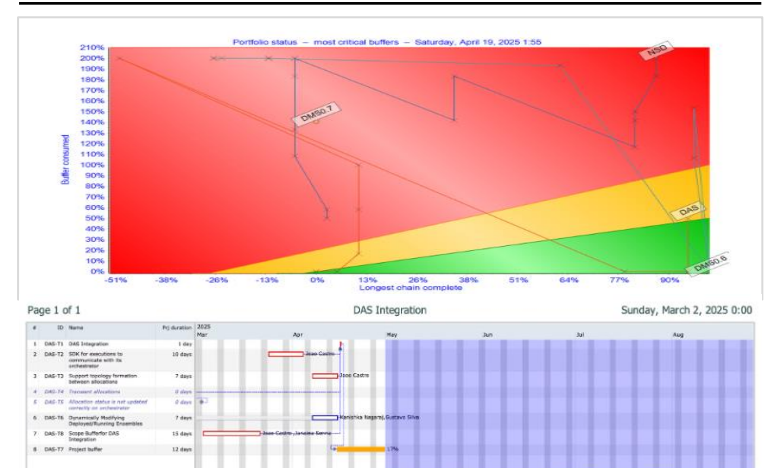 Portfolio status – most critical buffers – Saturday, April 19, 2025 1:55
210%
200%
190%
180%
170%
160%
150%
140%
130%
120%
110%
100%
90%
80%
70%
60%
50%
40%
30%
20%
10%
0%
Buffer consumed
NSD
DMS0.7
DAS
DMS0.6
-51% -38% -26% -13% 0% 13% 26% 38% 51% 64% 77% 90%
Longest chain complete
Page 1 of 1 DAS Integration Sunday, March 2, 2025 0:00
# ID Name Prj duration 2025
Mar Apr May Jun Jul Aug
1 DAS-T1 DAS Integration 1 day
2 DAS-T2 SDK for executions to 10 days Joao Castro
communicate with its
orchestrator
3 DAS-T3 Support topology formation 7 days Joao Castro
between allocations
4 DAS-T4 Transient allocations 0 days
5 DAS-T5 Allocation status is not updated 0 days
correctly on orchestrator
6 DAS-T6 Dynamically Modifying 7 days Kanishka Nagaraj,Gustavo Silva
Deployed/Running Ensembles
7 DAS-T8 Scope Bufferfor DAS 15 days Joao Castro,Janaina Senna
Integration
8 DAS-T7 Project buffer 12 days 17%